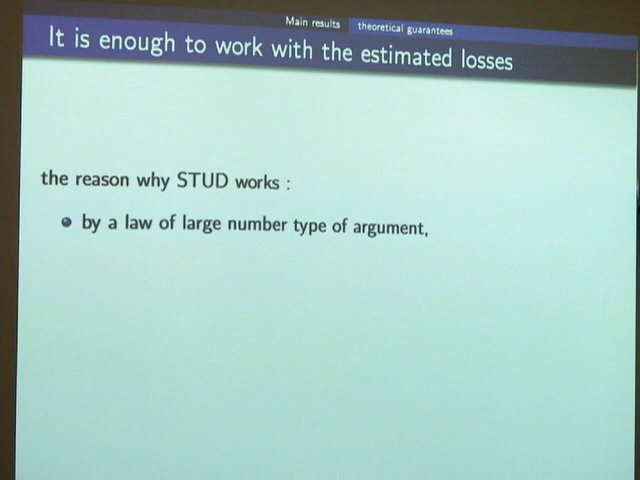 Main results theoretical guarantees
It is enough to work with the estimated losses
the reason why STUD works :
by a law of large number type of argument,